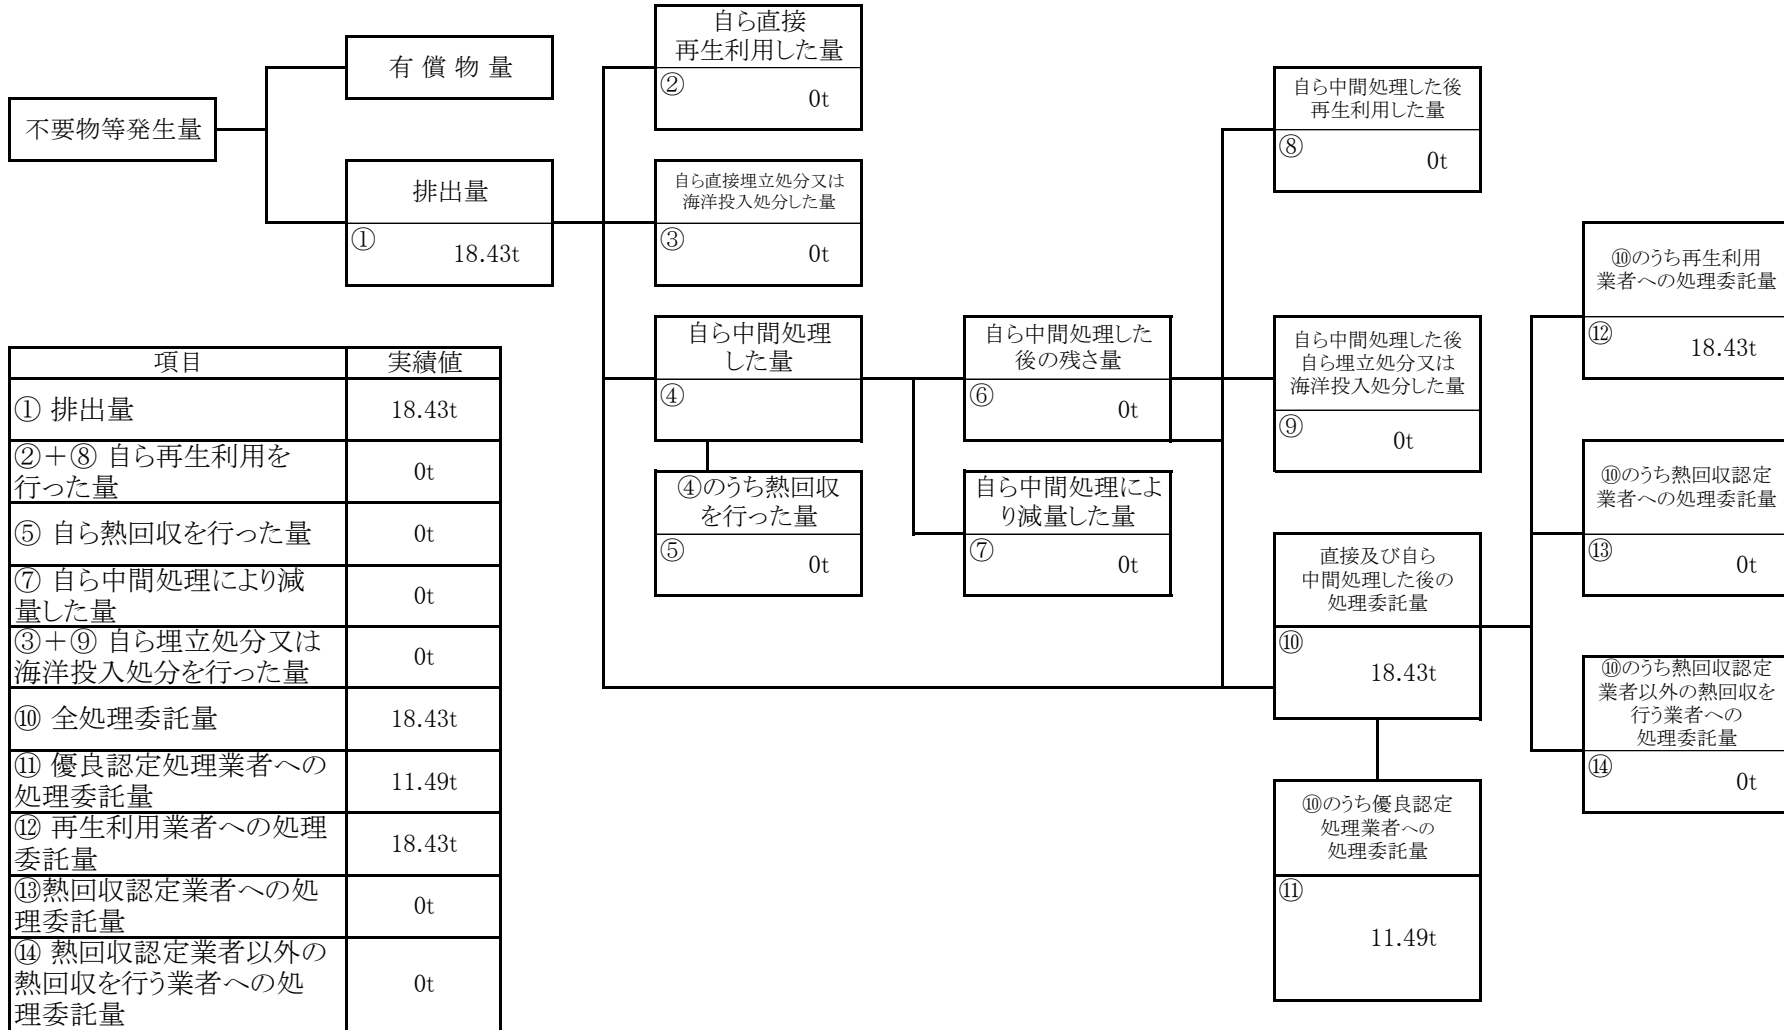 不要物等発生量
有 償 物 量
排出量
①
18.43t
自ら直接
再生利用した量
②
0t
自ら直接埋立処分又は
海洋投入処分した量
③
0t
自ら中間処理
した量
④
④のうち熱回収
を行った量
⑤
0t
自ら中間処理した
後の残さ量
⑥
0t
自ら中間処理によ
り減量した量
⑦
0t
自ら中間処理した後
再生利用した量
⑧
0t
自ら中間処理した後
自ら埋立処分又は
海洋投入処分した量
⑨
0t
直接及び自ら
中間処理した後の
処理委託量
⑩
18.43t
⑩のうち優良認定
処理業者への
処理委託量
⑪
11.49t
⑩のうち再生利用
業者への処理委託量
⑫
18.43t
⑩のうち熱回収認定
業者への処理委託量
⑬
0t
⑩のうち熱回収認定
業者以外の熱回収を
行う業者への
処理委託量
⑭
0t
項目 実績値
① 排出量 18.43t
②＋⑧ 自ら再生利用を
行った量 0t
⑤ 自ら熱回収を行った量 0t
⑦ 自ら中間処理により減
量した量 0t
③＋⑨ 自ら埋立処分又は
海洋投入処分を行った量 0t
⑩ 全処理委託量 18.43t
⑪ 優良認定処理業者への
処理委託量 11.49t
⑫ 再生利用業者への処理
委託量 18.43t
⑬熱回収認定業者への処
理委託量 0t
⑭ 熱回収認定業者以外の
熱回収を行う業者への処
理委託量 0t